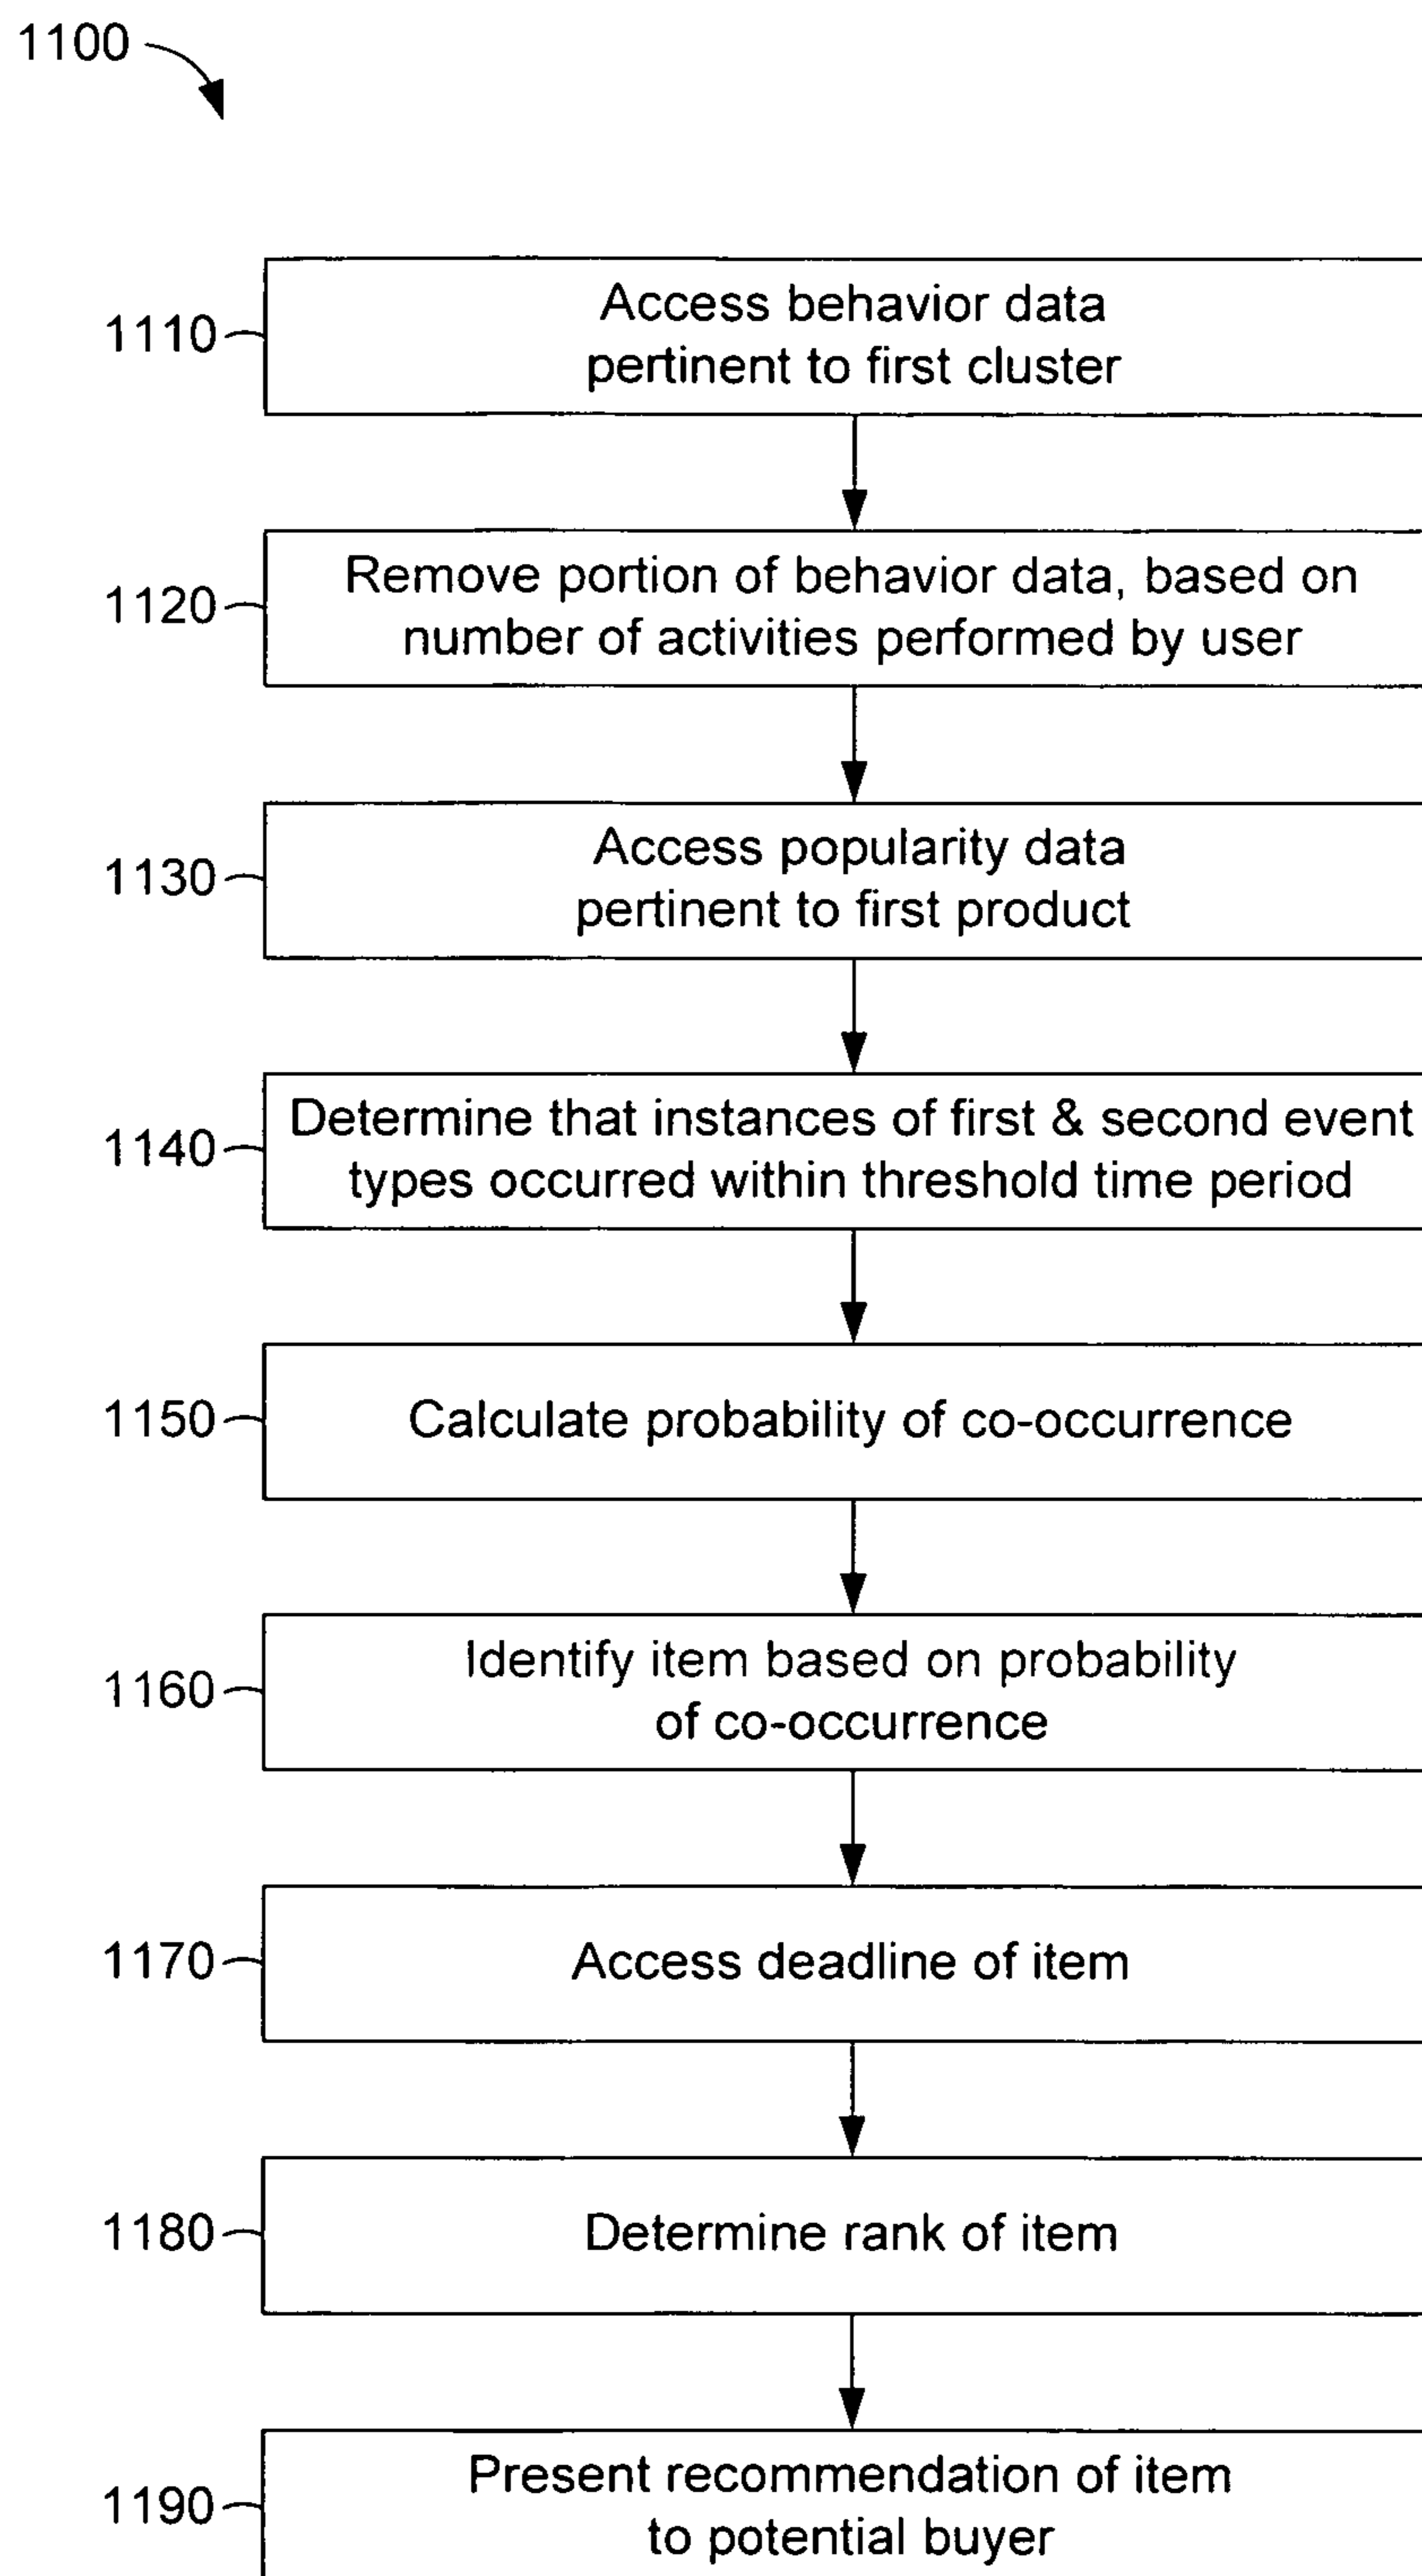 1100
1110
Access behavior data
pertinent to first cluster
1120
Remove portion of behavior data, based on
number of activities performed by user
1130
Access popularity data
pertinent to first product
1140
Determine that instances of first & second event
types occurred within threshold time period
1150
Calculate probability of co-occurrence
1160
Identify item based on probability
of co-occurrence
1170
Access deadline of item
1180
Determine rank of item
1190
Present recommendation of item
to potential buyer